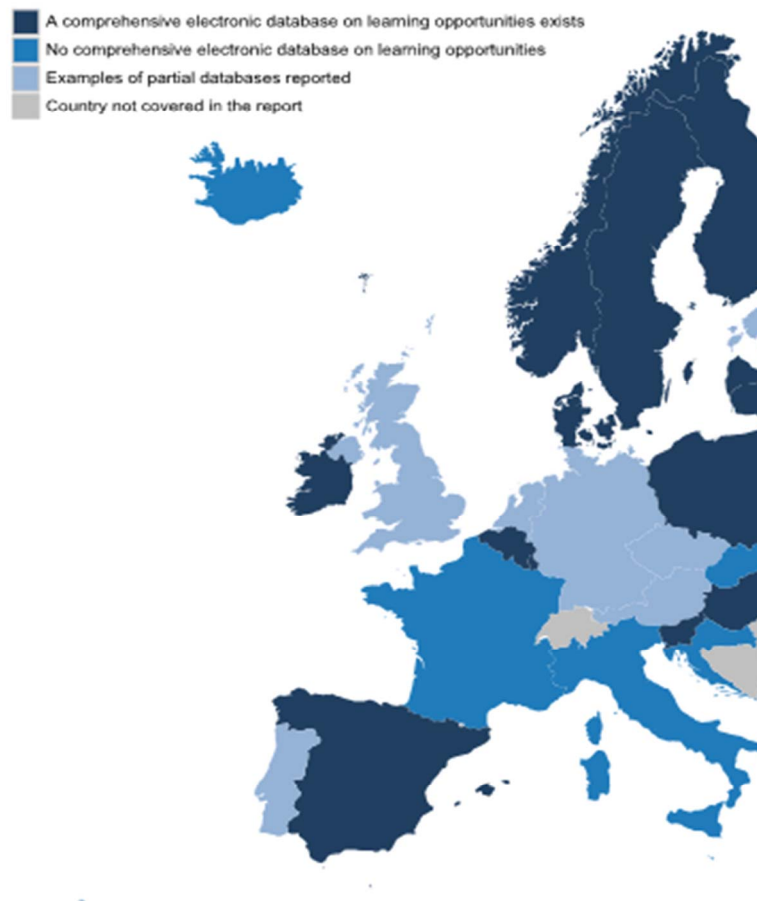 A comprehensive electronic database on learning opportunities exists
No comprehensive electronic database on learning opportunities
Examples of partial databases reported
Country not covered in the report